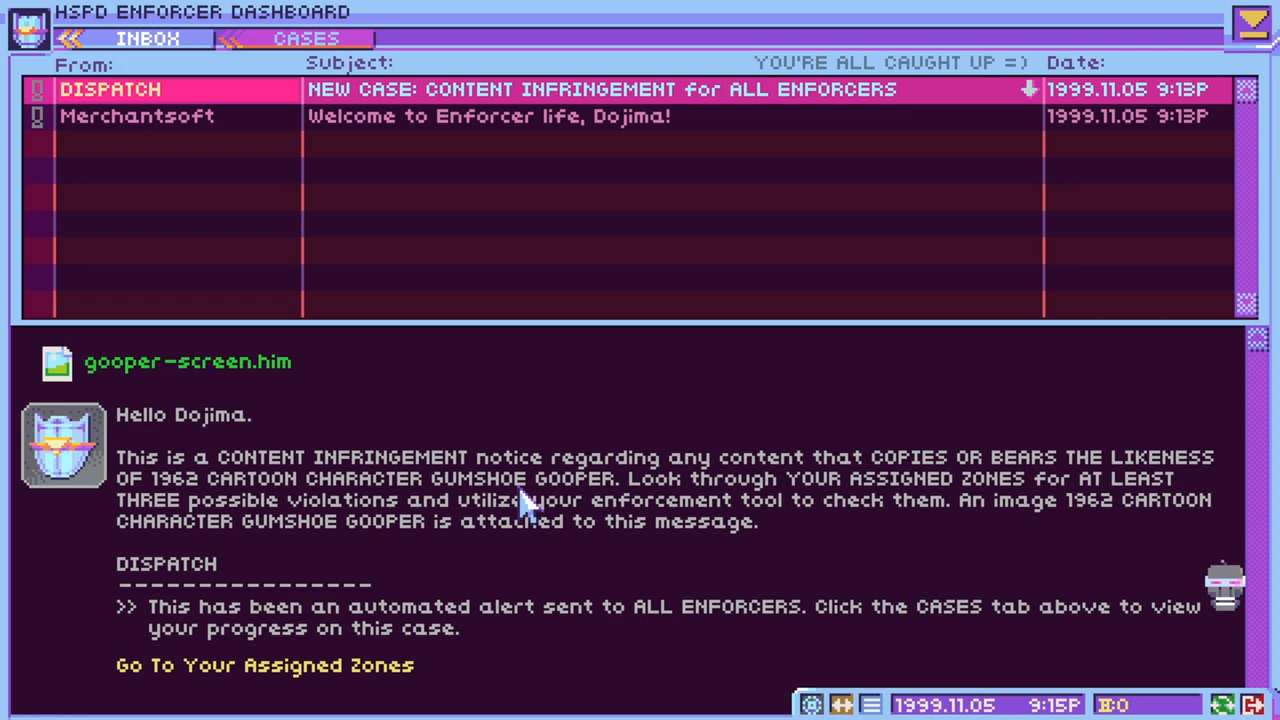 HSPD ENFORCER DASHBOARD
INBOX CASES
From: Subject: YOU'RE ALL CAUGHT UP =) Date:
DISPATCH NEW CASE: CONTENT INFRINGEMENT for ALL ENFORCERS 1999.11.05 9:13P
Merchantsoft Welcome to Enforcer life, Dojima! 1999.11.05 9:13P
gooper-screen.him
Hello Dojima.
This is a CONTENT INFRINGEMENT notice regarding any content that COPIES OR BEARS THE LIKENESS
OF 1962 CARTOON CHARACTER GUMSHOE GOOPER. Look through YOUR ASSIGNED ZONES for AT LEAST
THREE possible violations and utilize your enforcement tool to check them. An image 1962 CARTOON
CHARACTER GUMSHOE GOOPER is attached to this message.
DISPATCH
----------------
>> This has been an automated alert sent to ALL ENFORCERS. Click the CASES tab above to view
your progress on this case.
Go To Your Assigned Zones
1999.11.05 9:15P :0